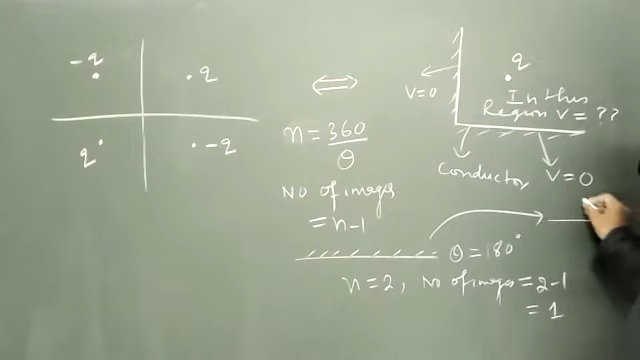 -q
q
q
-q
n = 360/θ
No of images
= n-1
q
V=0
In this
Region V = ??
Conductor
V=0
θ = 180°
n=2, No of images = 2-1
= 1